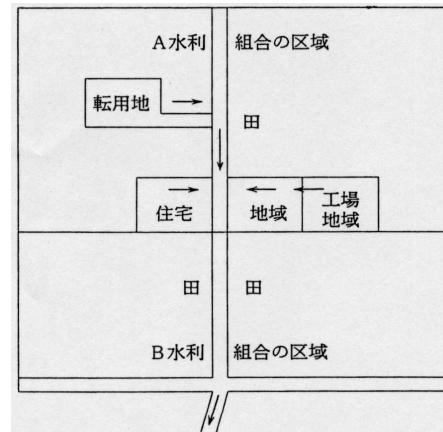 A水利 組合の区域
転用地
田
住宅 地域 工場
地域
田 田
B水利 組合の区域